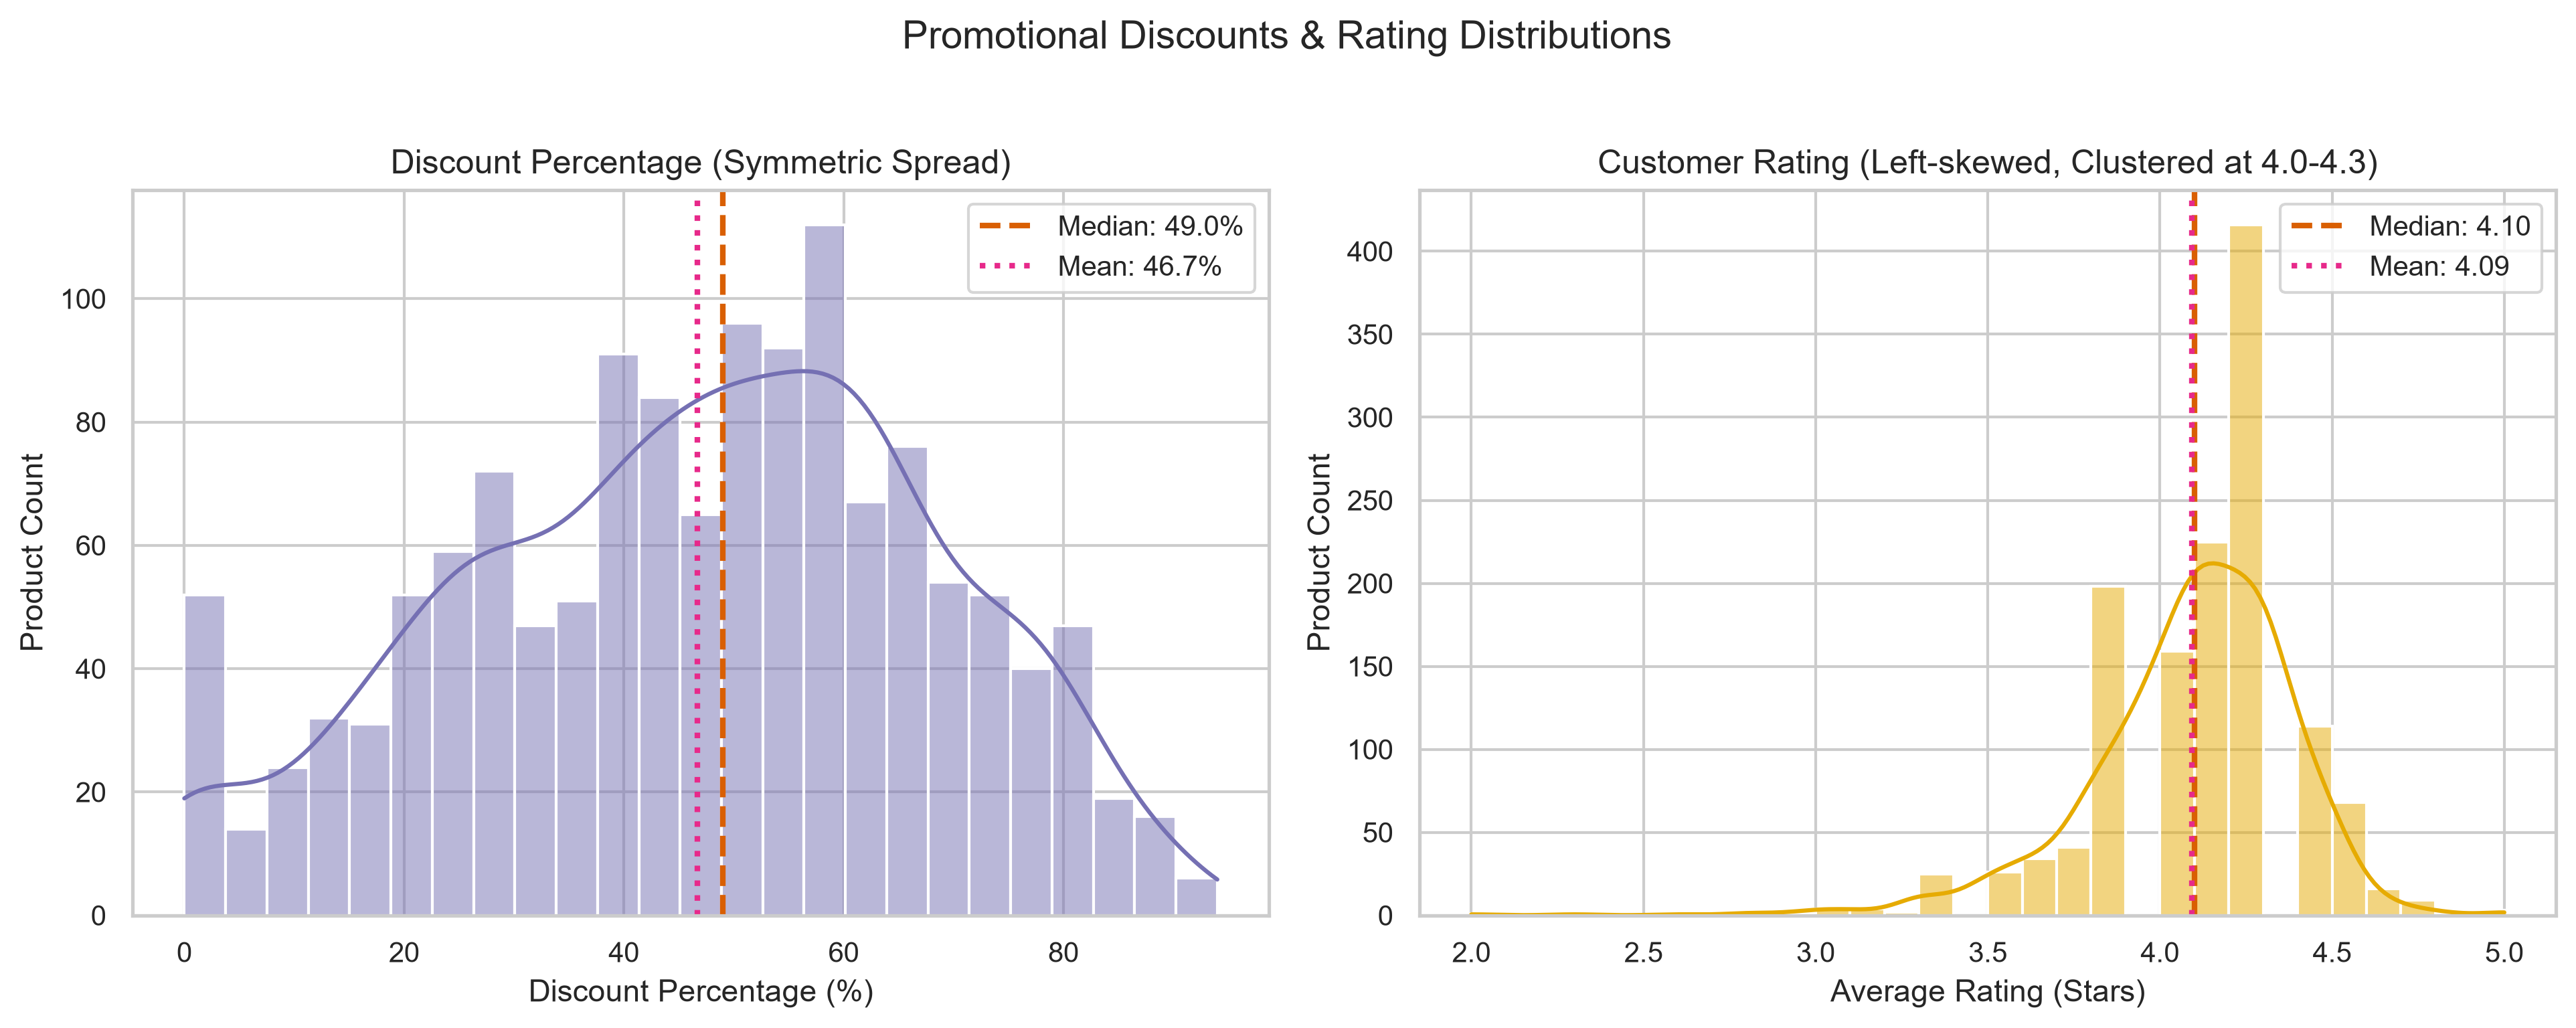 Promotional Discounts & Rating Distributions
Discount Percentage (Symmetric Spread)
Median: 49.0%
Mean: 46.7%
Product Count
100
80
60
40
20
0
0 20 40 60 80
Discount Percentage (%)
Customer Rating (Left-skewed, Clustered at 4.0-4.3)
Median: 4.10
Mean: 4.09
Product Count
400
350
300
250
200
150
100
50
0
2.0 2.5 3.0 3.5 4.0 4.5 5.0
Average Rating (Stars)